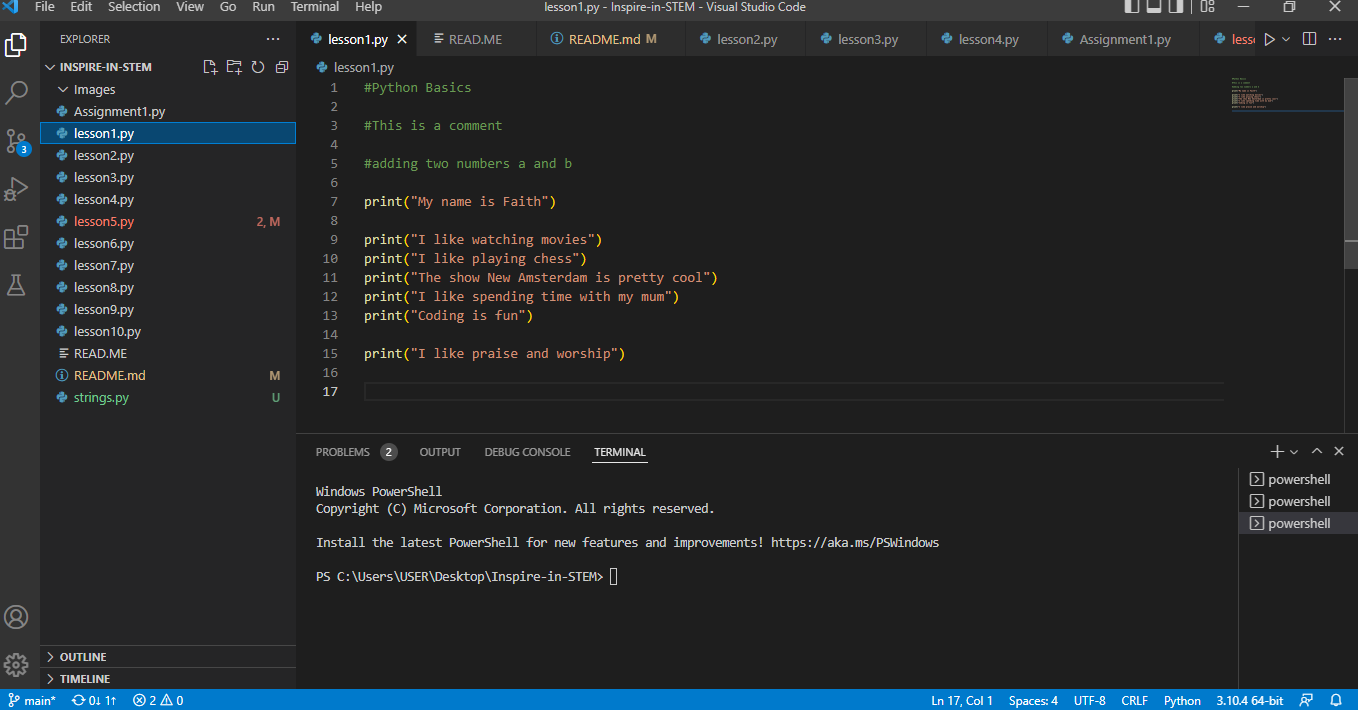 File Edit Selection View Go Run Terminal Help lesson1.py - Inspire-in-STEM - Visual Studio Code
EXPLORER
INSPIRE-IN-STEM
Images
Assignment1.py
lesson1.py
lesson2.py
lesson3.py
lesson4.py
lesson5.py 2, M
lesson6.py
lesson7.py
lesson8.py
lesson9.py
lesson10.py
READ.ME
README.md M
strings.py U
OUTLINE
TIMELINE
3
lesson1.py READ.ME README.md M lesson2.py lesson3.py lesson4.py Assignment1.py less
lesson1.py
1 #Python Basics
2
3 #This is a comment
4
5 #adding two numbers a and b
6
7 print("My name is Faith")
8
9 print("I like watching movies")
10 print("I like playing chess")
11 print("The show New Amsterdam is pretty cool")
12 print("I like spending time with my mum")
13 print("Coding is fun")
14
15 print("I like praise and worship")
16
17
PROBLEMS 2 OUTPUT DEBUG CONSOLE TERMINAL
Windows PowerShell
Copyright (C) Microsoft Corporation. All rights reserved.
Install the latest PowerShell for new features and improvements! https://aka.ms/PSWindows
PS C:\Users\USER\Desktop\Inspire-in-STEM>
powershell
powershell
powershell
main* 0↓ 1↑ 2 0 Ln 17, Col 1 Spaces: 4 UTF-8 CRLF Python 3.10.4 64-bit